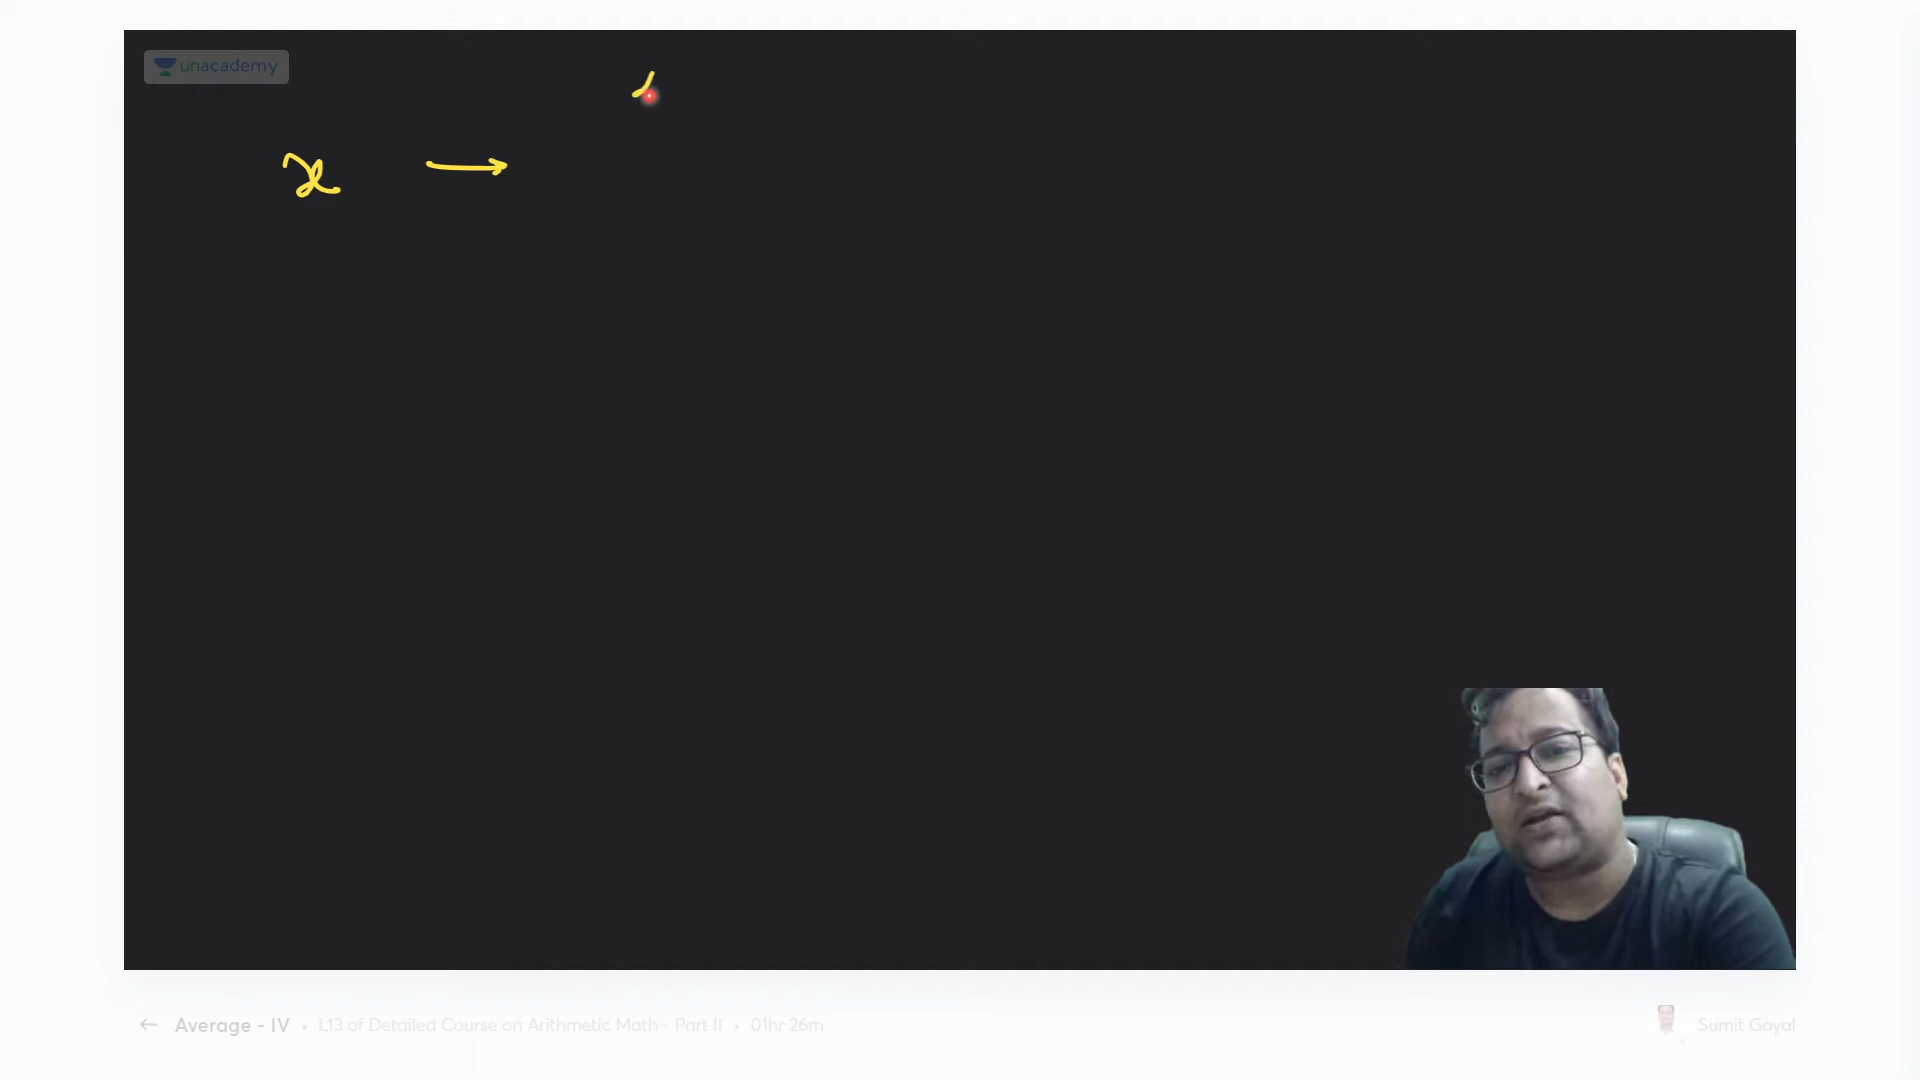 unacademy
x →
Average - IV • L13 of Detailed Course on Arithmetic Math - Part II • 01hr 26m
Sumit Goyal